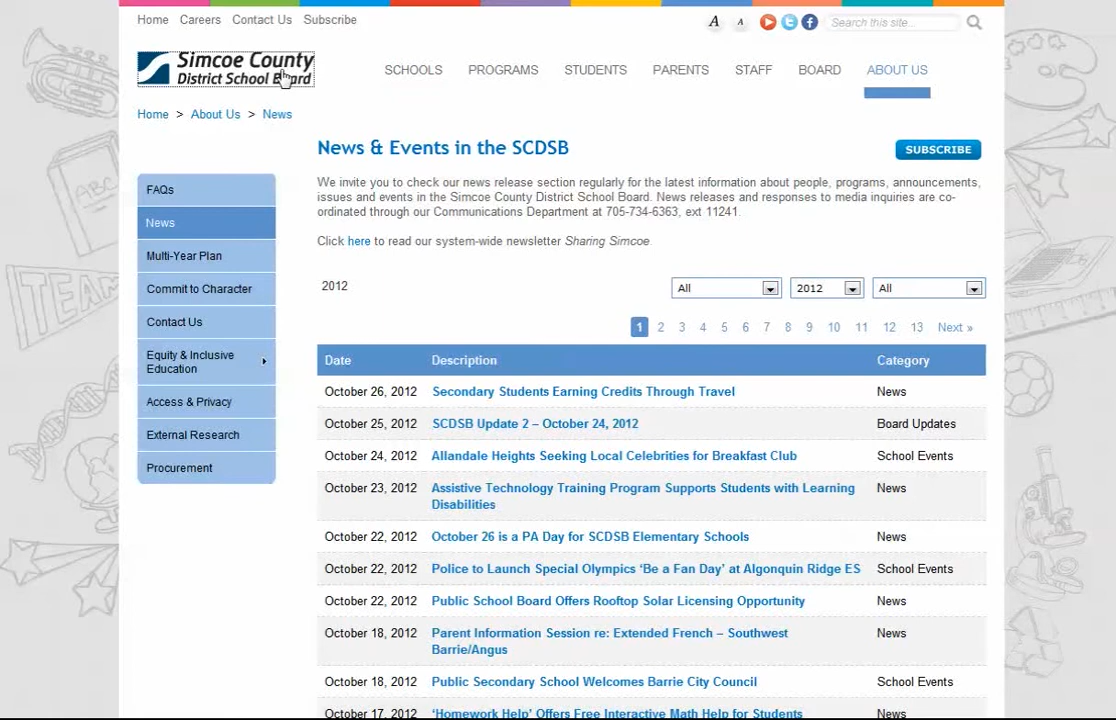 Home Careers Contact Us Subscribe
A A Search this site...
Simcoe County
District School Board
SCHOOLS PROGRAMS STUDENTS PARENTS STAFF BOARD ABOUT US
Home > About Us > News
News & Events in the SCDSB
SUBSCRIBE
We invite you to check our news release section regularly for the latest information about people, programs, announcements,
issues and events in the Simcoe County District School Board. News releases and responses to media inquiries are co-
ordinated through our Communications Department at 705-734-6363, ext 11241.
Click here to read our system-wide newsletter Sharing Simcoe
FAQs
News
Multi-Year Plan
Commit to Character
Contact Us
Equity & Inclusive
Education
Access & Privacy
External Research
Procurement
2012
All 2012 All
1 2 3 4 5 6 7 8 9 10 11 12 13 Next »
Date Description Category
October 26, 2012 Secondary Students Earning Credits Through Travel News
October 25, 2012 SCDSB Update 2 – October 24, 2012 Board Updates
October 24, 2012 Allandale Heights Seeking Local Celebrities for Breakfast Club School Events
October 23, 2012 Assistive Technology Training Program Supports Students with Learning News
Disabilities
October 22, 2012 October 26 is a PA Day for SCDSB Elementary Schools News
October 22, 2012 Police to Launch Special Olympics ‘Be a Fan Day’ at Algonquin Ridge ES School Events
October 22, 2012 Public School Board Offers Rooftop Solar Licensing Opportunity News
October 18, 2012 Parent Information Session re: Extended French – Southwest News
Barrie/Angus
October 18, 2012 Public Secondary School Welcomes Barrie City Council School Events
October 17, 2012 ‘Homework Help’ Offers Free Interactive Math Help for Students News
ABC
TEAM